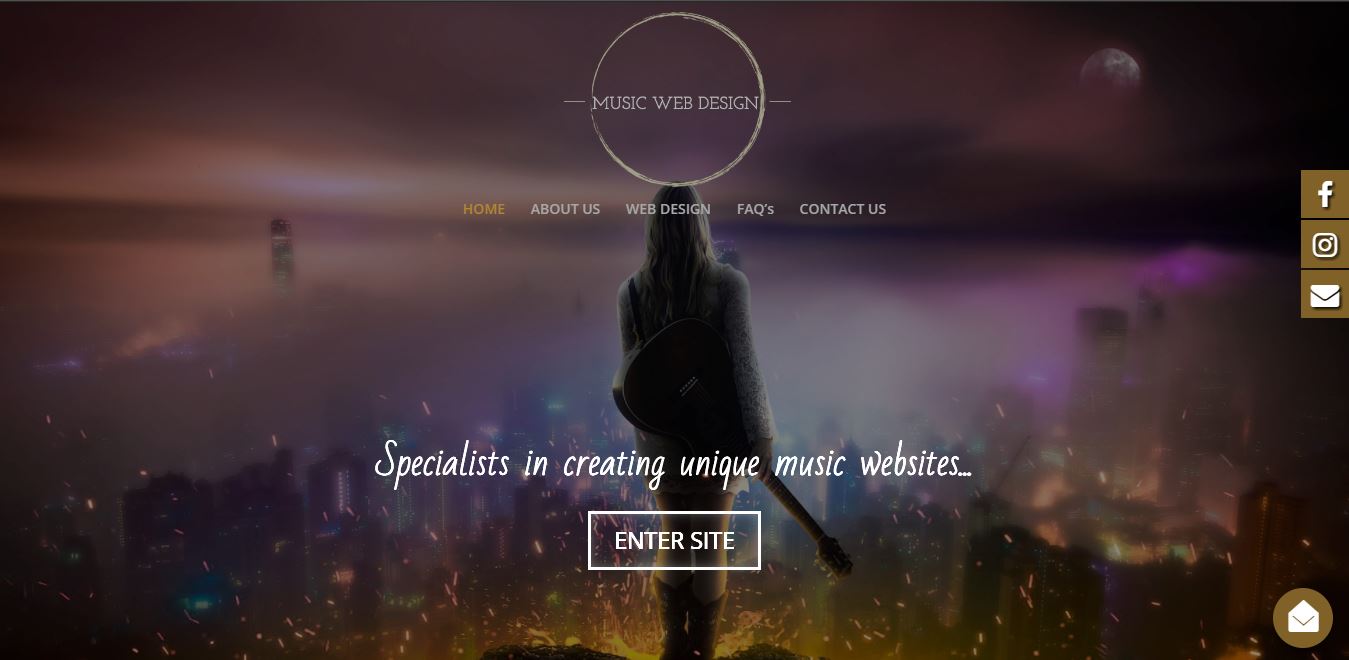 MUSIC WEB DESIGN
HOME ABOUT US WEB DESIGN FAQ's CONTACT US
Specialists in creating unique music websites...
ENTER SITE